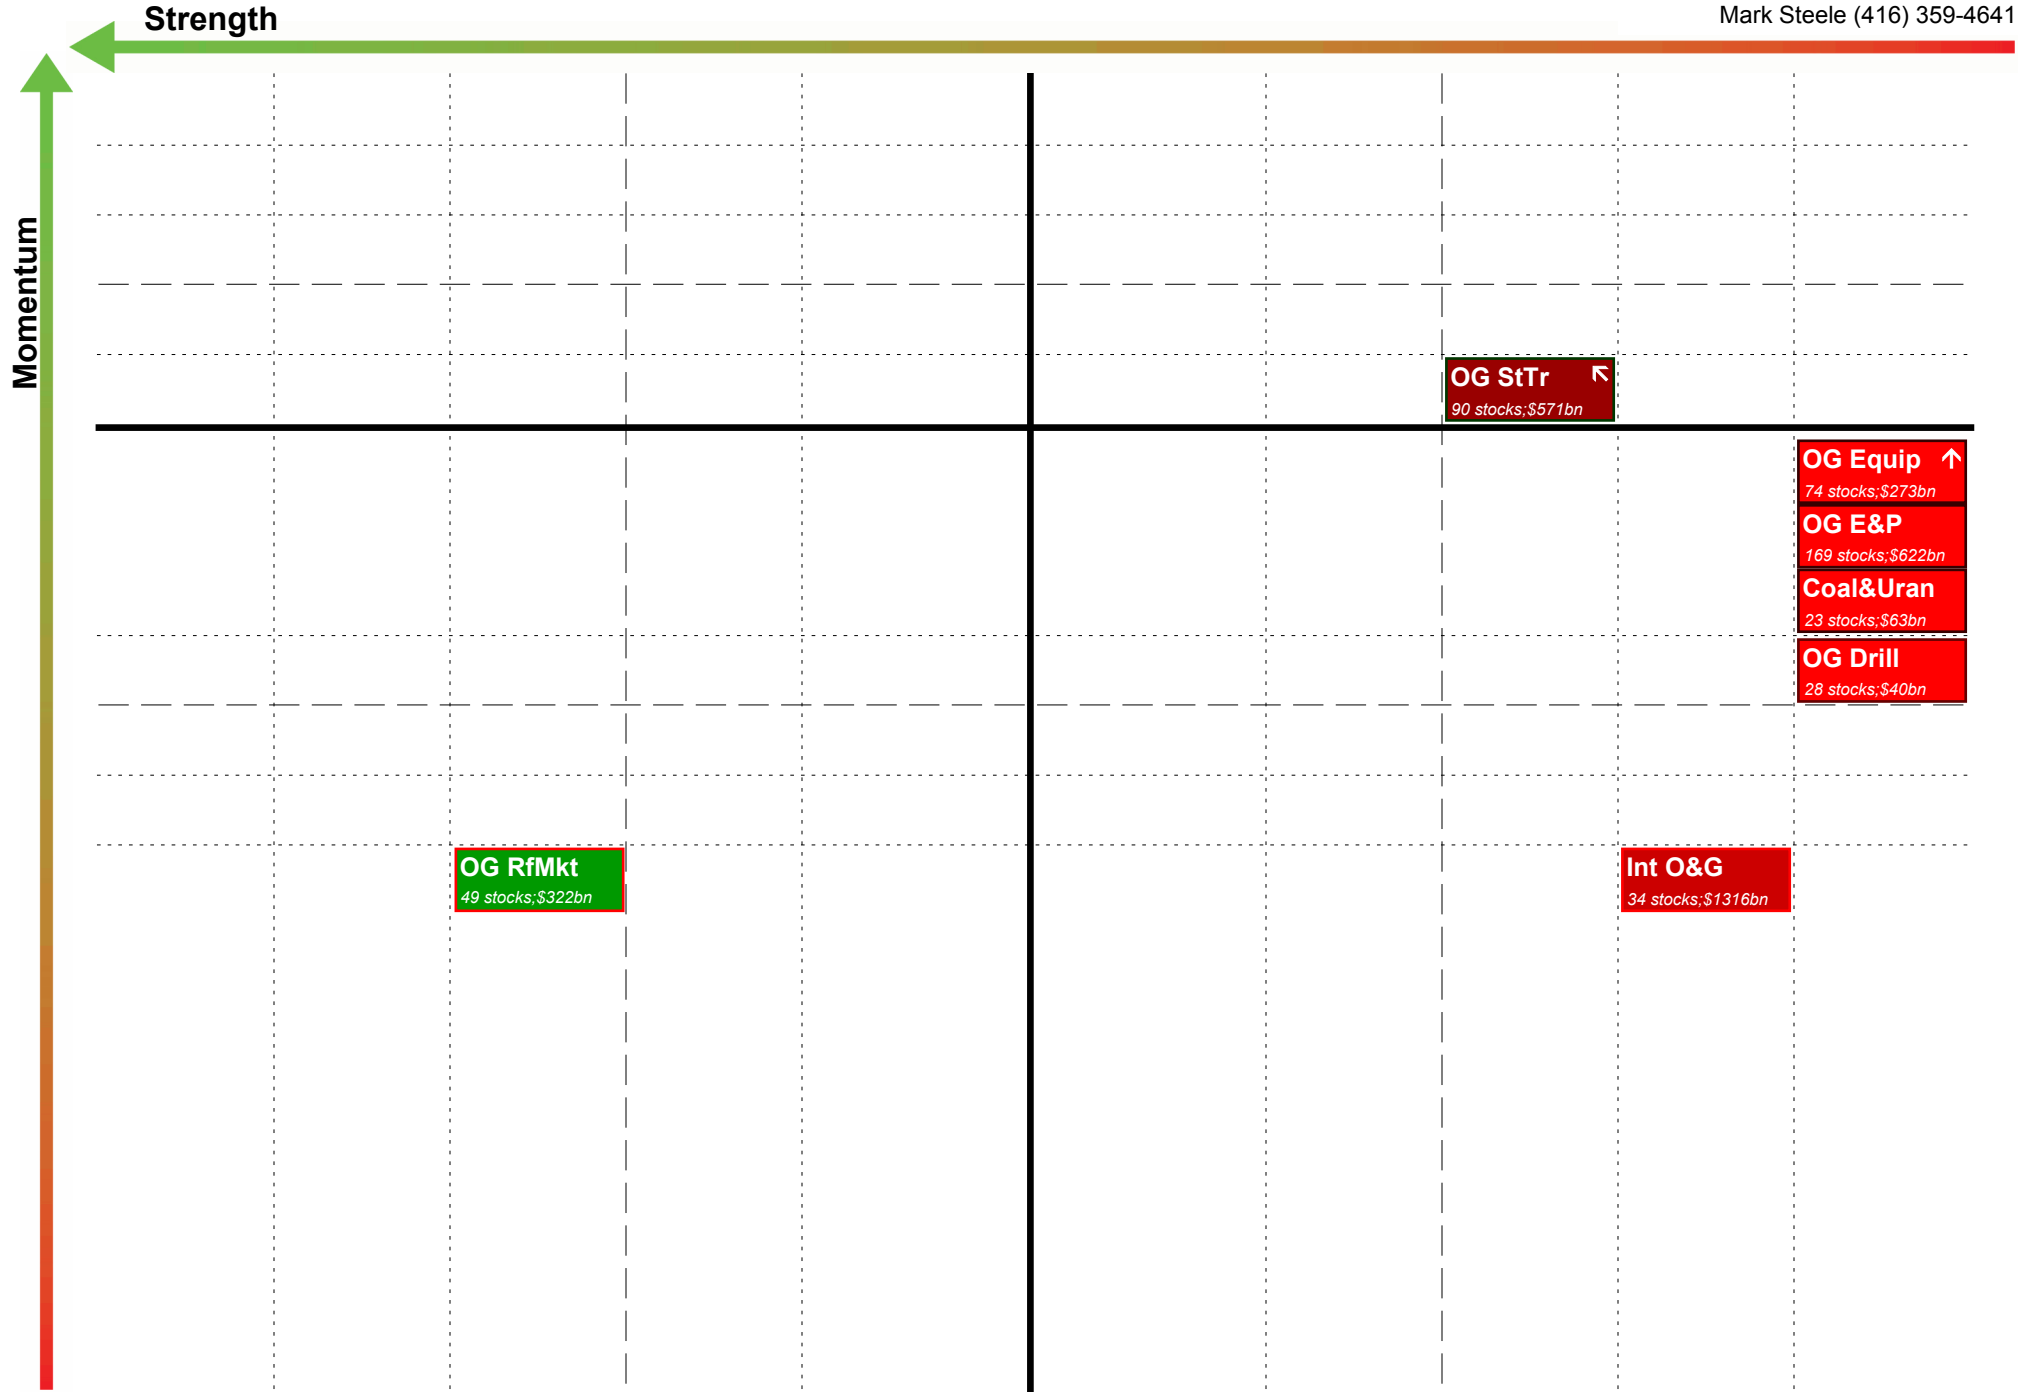 Strength
Mark Steele (416) 359-4641
Momentum
OG StTr
90 stocks;$571bn
OG Equip
74 stocks;$273bn
OG E&P
169 stocks;$622bn
Coal&Uran
23 stocks;$63bn
OG Drill
28 stocks;$40bn
OG RfMkt
49 stocks;$322bn
Int O&G
34 stocks;$1316bn